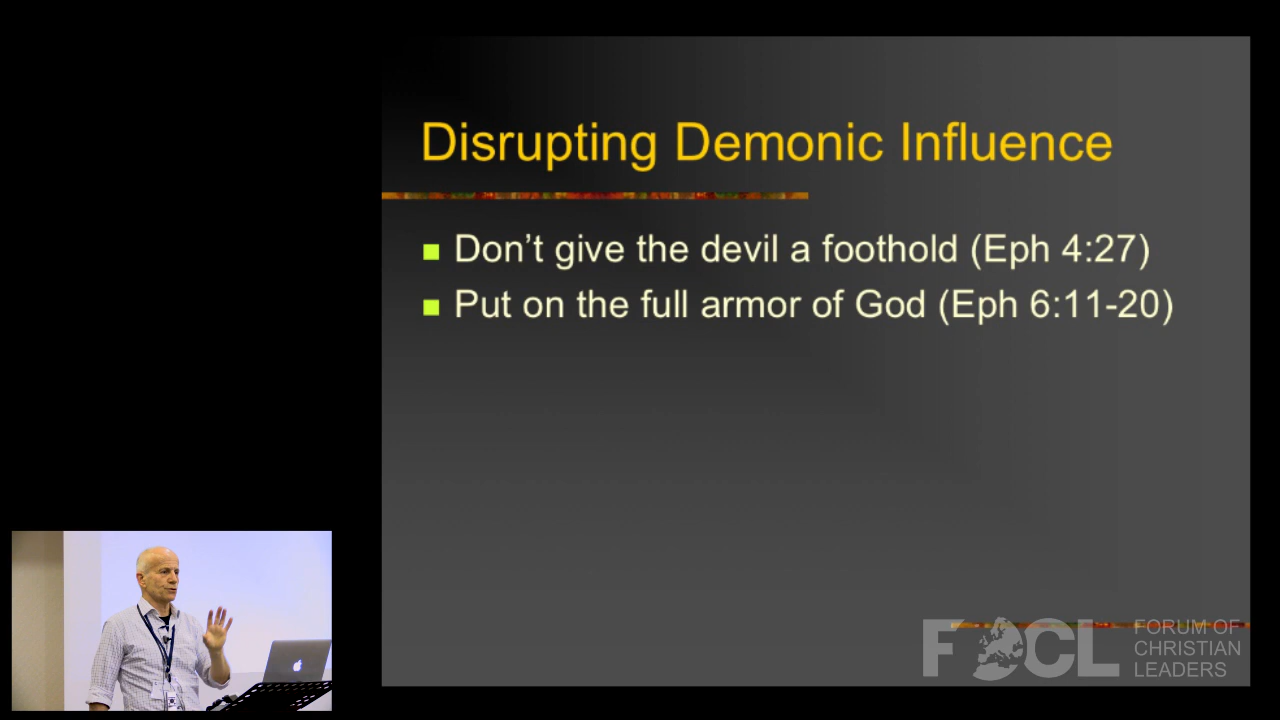 Disrupting Demonic Influence
Don’t give the devil a foothold (Eph 4:27)
Put on the full armor of God (Eph 6:11-20)
FOCL
FORUM OF
CHRISTIAN
LEADERS